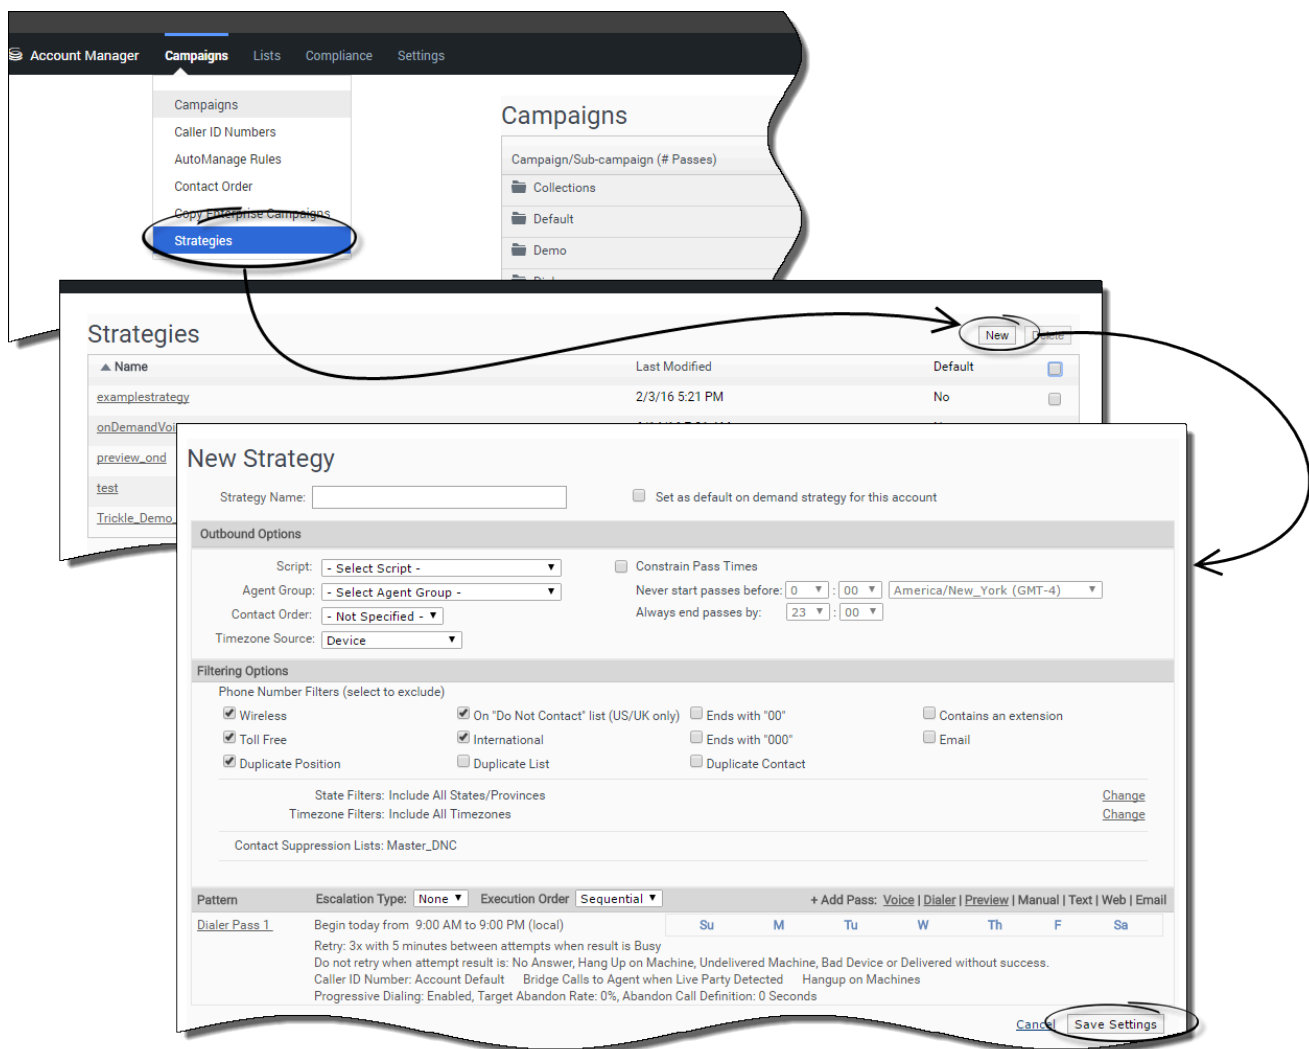 Account Manager Campaigns Lists Compliance Settings
Campaigns
Caller ID Numbers
AutoManage Rules
Contact Order
Copy Enterprise Campaigns
Strategies
Campaigns
Campaign/Sub-campaign (# Passes)
Collections
Default
Demo
Strategies
New Delete
▲ Name Last Modified Default
examplestrategy 2/3/16 5:21 PM No
onDemandVoi
preview_ond
test
Trickle_Demo_
New Strategy
Strategy Name: Set as default on demand strategy for this account
Outbound Options
Script: - Select Script - Constrain Pass Times
Agent Group: - Select Agent Group - Never start passes before: 0 : 00 America/New_York (GMT-4)
Contact Order: - Not Specified - Always end passes by: 23 : 00
Timezone Source: Device
Filtering Options
Phone Number Filters (select to exclude)
Wireless On "Do Not Contact" list (US/UK only) Ends with "00" Contains an extension
Toll Free International Ends with "000" Email
Duplicate Position Duplicate List Duplicate Contact
State Filters: Include All States/Provinces Change
Timezone Filters: Include All Timezones Change
Contact Suppression Lists: Master_DNC
Pattern Escalation Type: None Execution Order Sequential + Add Pass: Voice | Dialer | Preview | Manual | Text | Web | Email
Dialer Pass 1 Begin today from 9:00 AM to 9:00 PM (local) Su M Tu W Th F Sa
Retry: 3x with 5 minutes between attempts when result is Busy
Do not retry when attempt result is: No Answer, Hang Up on Machine, Undelivered Machine, Bad Device or Delivered without success.
Caller ID Number: Account Default Bridge Calls to Agent when Live Party Detected Hangup on Machines
Progressive Dialing: Enabled, Target Abandon Rate: 0%, Abandon Call Definition: 0 Seconds
Cancel Save Settings